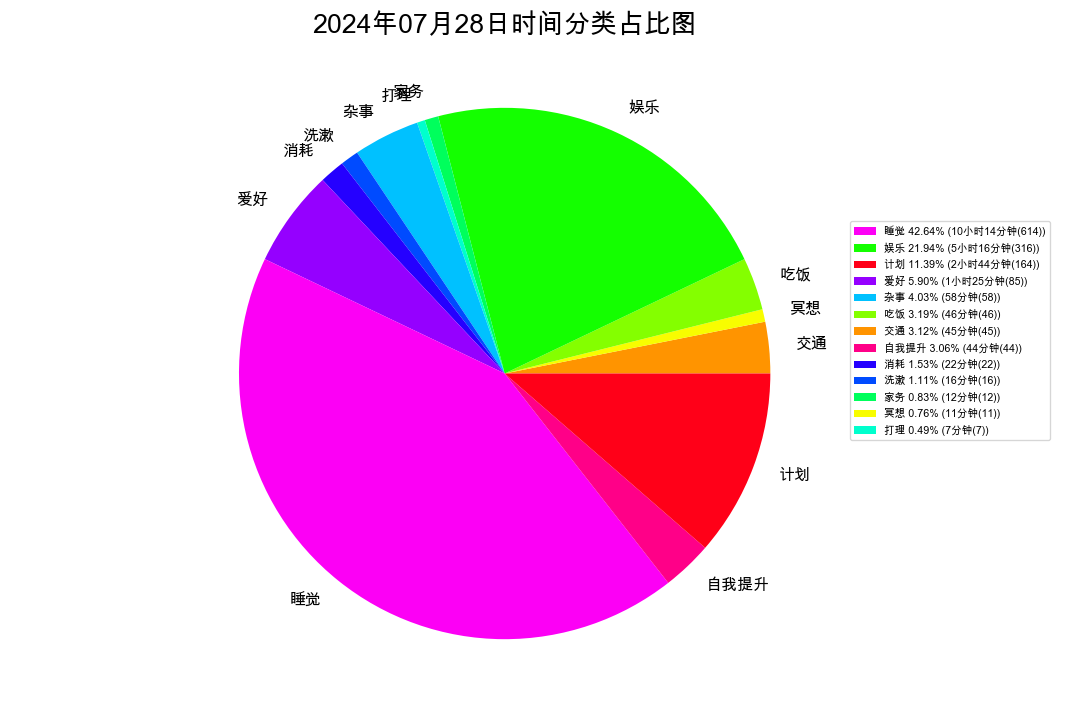 2024年07月28日时间分类占比图
家务
打理
杂事
洗漱
消耗
爱好
睡觉
娱乐
吃饭
冥想
交通
计划
自我提升
睡觉 42.64% (10小时14分钟(614))
娱乐 21.94% (5小时16分钟(316))
计划 11.39% (2小时44分钟(164))
爱好 5.90% (1小时25分钟(85))
杂事 4.03% (58分钟(58))
吃饭 3.19% (46分钟(46))
交通 3.12% (45分钟(45))
自我提升 3.06% (44分钟(44))
消耗 1.53% (22分钟(22))
洗漱 1.11% (16分钟(16))
家务 0.83% (12分钟(12))
冥想 0.76% (11分钟(11))
打理 0.49% (7分钟(7))